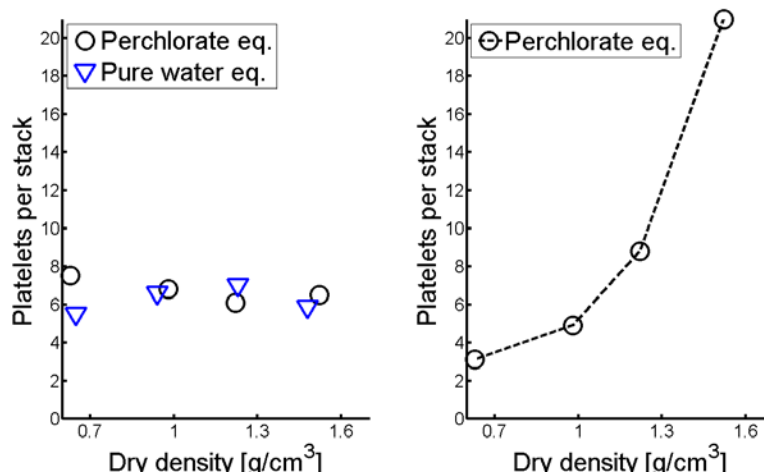 Platelets per stack
20
18
16
14
12
10
8
6
4
2
0
Perchlorate eq.
Pure water eq.
0.7 1 1.3 1.6
Dry density [g/cm³]
Platelets per stack
20
18
16
14
12
10
8
6
4
2
0
Perchlorate eq.
0.7 1 1.3 1.6
Dry density [g/cm³]